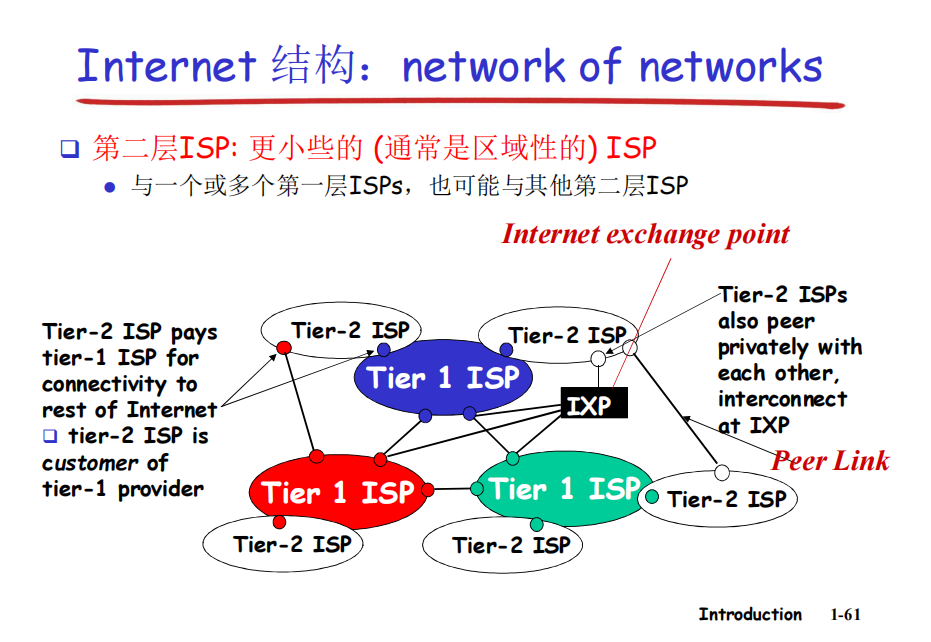 Internet 结构：network of networks
❑ 第二层ISP: 更小些的 (通常是区域性的) ISP
• 与一个或多个第一层ISPs，也可能与其他第二层ISP
Internet exchange point
Tier-2 ISP pays
tier-1 ISP for
connectivity to
rest of Internet
❑ tier-2 ISP is
customer of
tier-1 provider
Tier-2 ISP
Tier-2 ISP
Tier 1 ISP
IXP
Tier-2 ISPs
also peer
privately with
each other,
interconnect
at IXP
Peer Link
Tier 1 ISP
Tier 1 ISP
Tier-2 ISP
Tier-2 ISP
Tier-2 ISP
Introduction 1-61